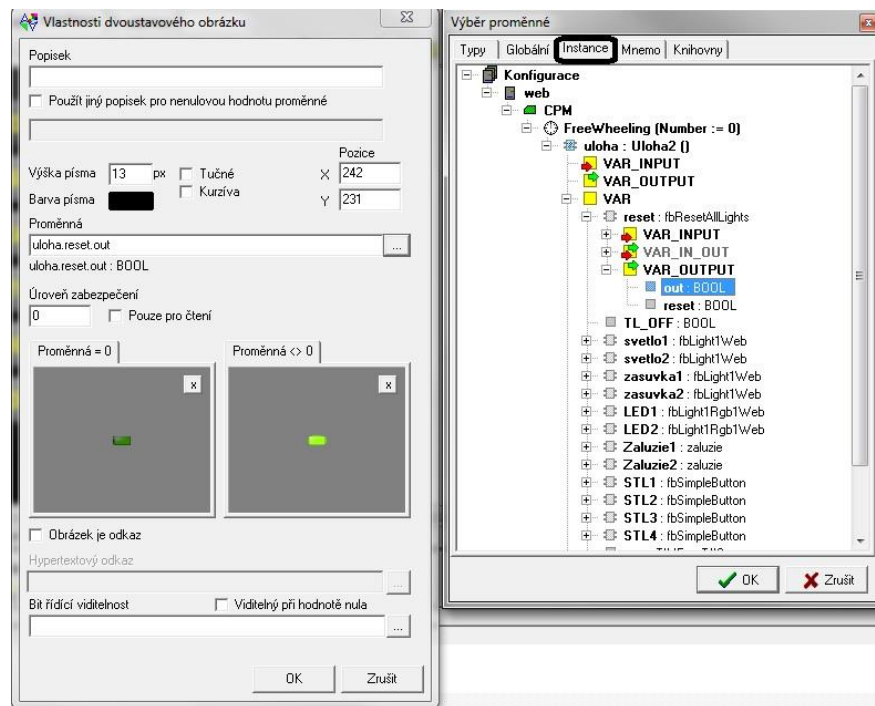 Vlastnosti dvoustavového obrázku
Popisek
Použít jiný popisek pro nenulovou hodnotu proměnné
Pozice
Výška písma 13 px Tučné X 242
Barva písma Kurzíva Y 231
Proměnná
uloha.reset.out ...
uloha.reset.out : BOOL
Úroveň zabezpečení
0 Pouze pro čtení
Proměnná = 0 Proměnná <> 0
x x
Obrázek je odkaz
Hypertextový odkaz
...
Bit řídící viditelnost Viditelný při hodnotě nula
...
OK Zrušit
Výběr proměnné
Typy Globální Instance Mnemo Knihovny
Konfigurace
web
CPM
FreeWheeling (Number := 0)
uloha : Uloha2 ()
VAR_INPUT
VAR_OUTPUT
VAR
reset : fbResetAllLights
VAR_INPUT
VAR_IN_OUT
VAR_OUTPUT
out : BOOL
reset : BOOL
TL_OFF : BOOL
svetlo1 : fbLight1Web
svetlo2 : fbLight1Web
zasuvka1 : fbLight1Web
zasuvka2 : fbLight1Web
LED1 : fbLight1Rgb1Web
LED2 : fbLight1Rgb1Web
Zaluzie1 : zaluzie
Zaluzie2 : zaluzie
STL1 : fbSimpleButton
STL2 : fbSimpleButton
STL3 : fbSimpleButton
STL4 : fbSimpleButton
OK Zrušit